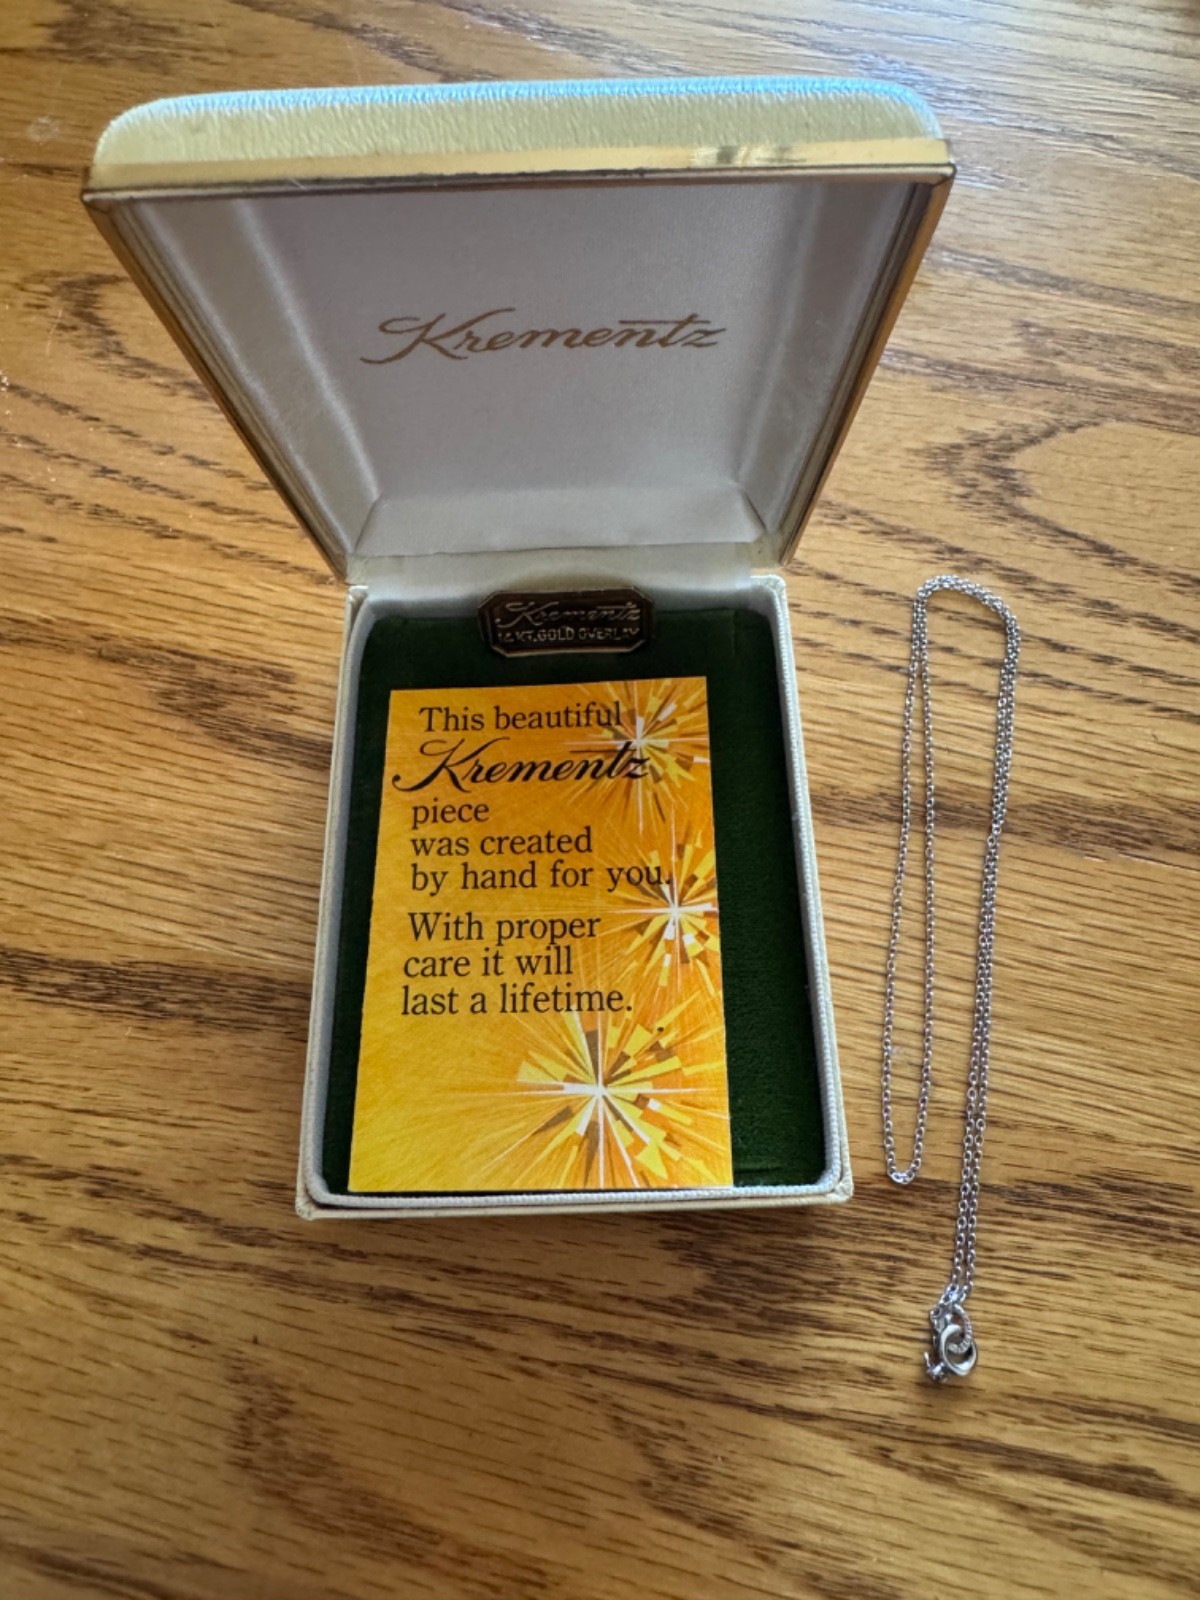 Krementz
Krementz
14 KT. GOLD OVERLAY
This beautiful
Krementz
piece
was created
by hand for you.
With proper
care it will
last a lifetime.